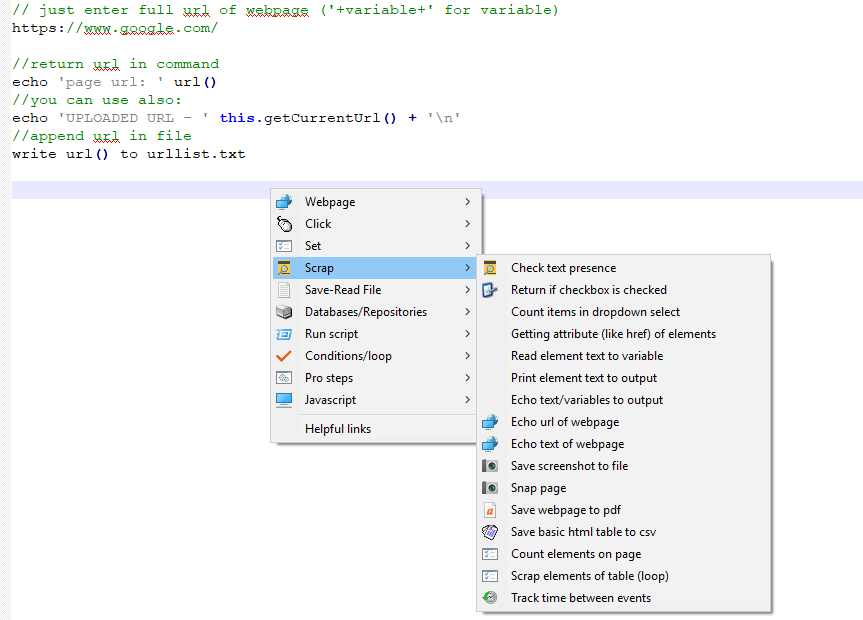 // just enter full url of webpage ('+variable+' for variable)
https://www.google.com/
//return url in command
echo 'page url: ' url()
//you can use also:
echo 'UPLOADED URL - ' this.getCurrentUrl() + '\n'
//append url in file
write url() to urllist.txt
Webpage
Click
Set
Scrap
Save-Read File
Databases/Repositories
Run script
Conditions/loop
Pro steps
Javascript
Helpful links
Check text presence
Return if checkbox is checked
Count items in dropdown select
Getting attribute (like href) of elements
Read element text to variable
Print element text to output
Echo text/variables to output
Echo url of webpage
Echo text of webpage
Save screenshot to file
Snap page
Save webpage to pdf
Save basic html table to csv
Count elements on page
Scrap elements of table (loop)
Track time between events